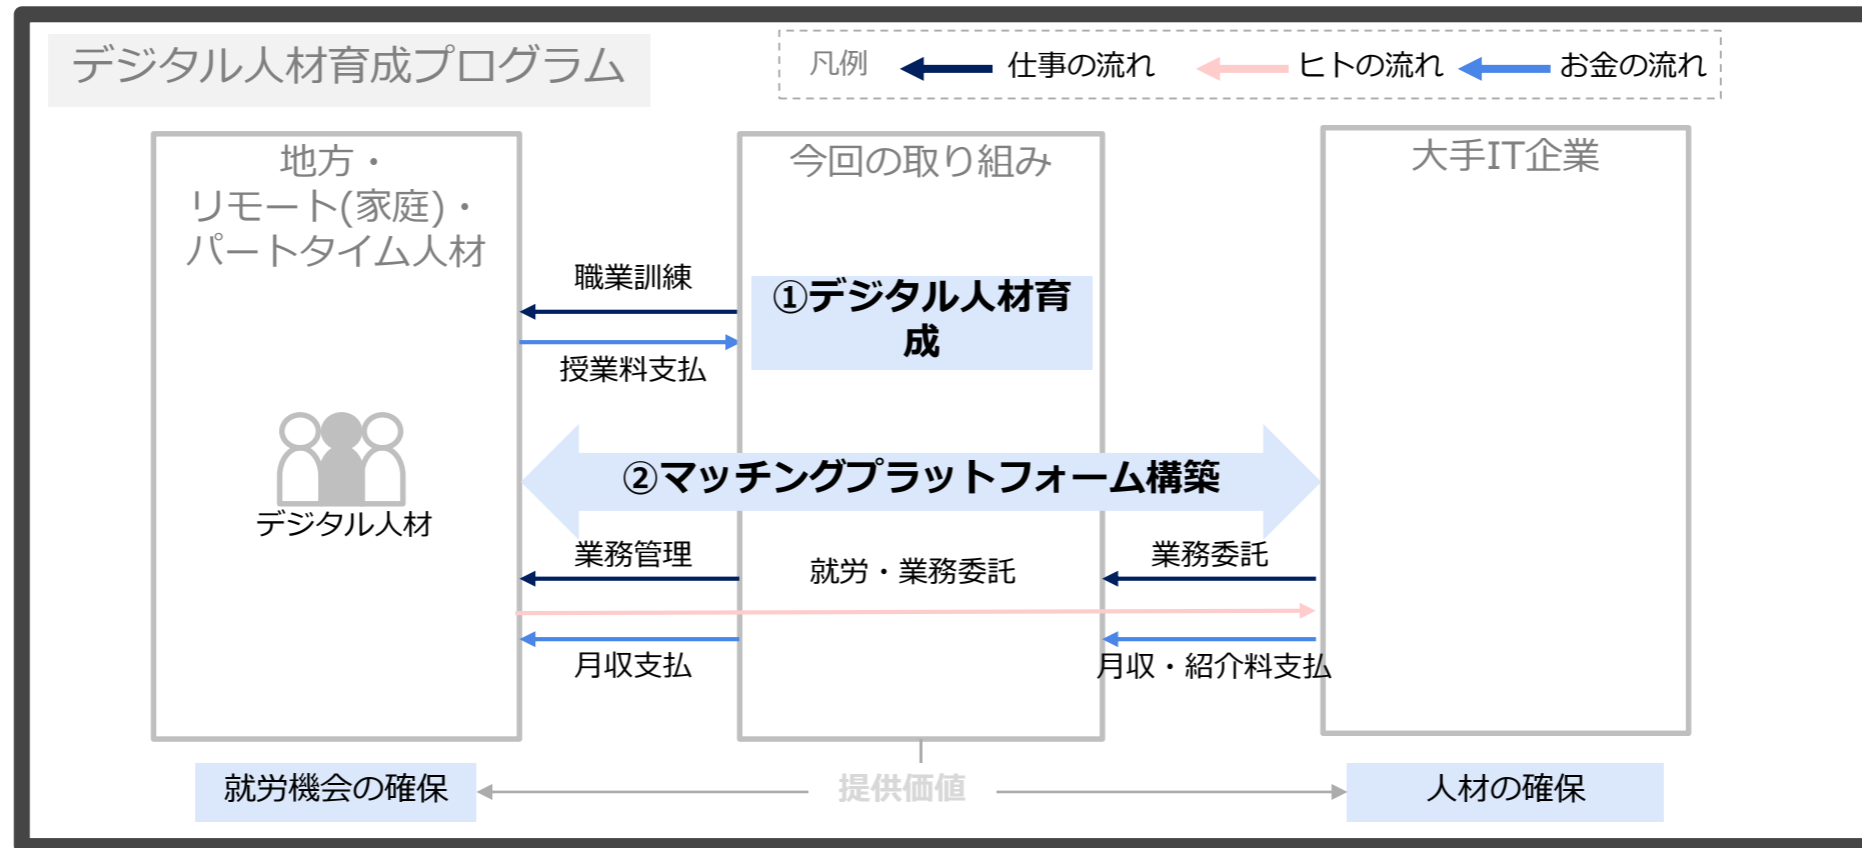 デジタル人材育成プログラム
凡例
仕事の流れ
ヒトの流れ
お金の流れ
地方・
リモート(家庭)・
パートタイム人材
今回の取り組み
大手IT企業
職業訓練
①デジタル人材育
成
授業料支払
②マッチングプラットフォーム構築
デジタル人材
業務管理
就労・業務委託
業務委託
月収支払
月収・紹介料支払
就労機会の確保
提供価値
人材の確保